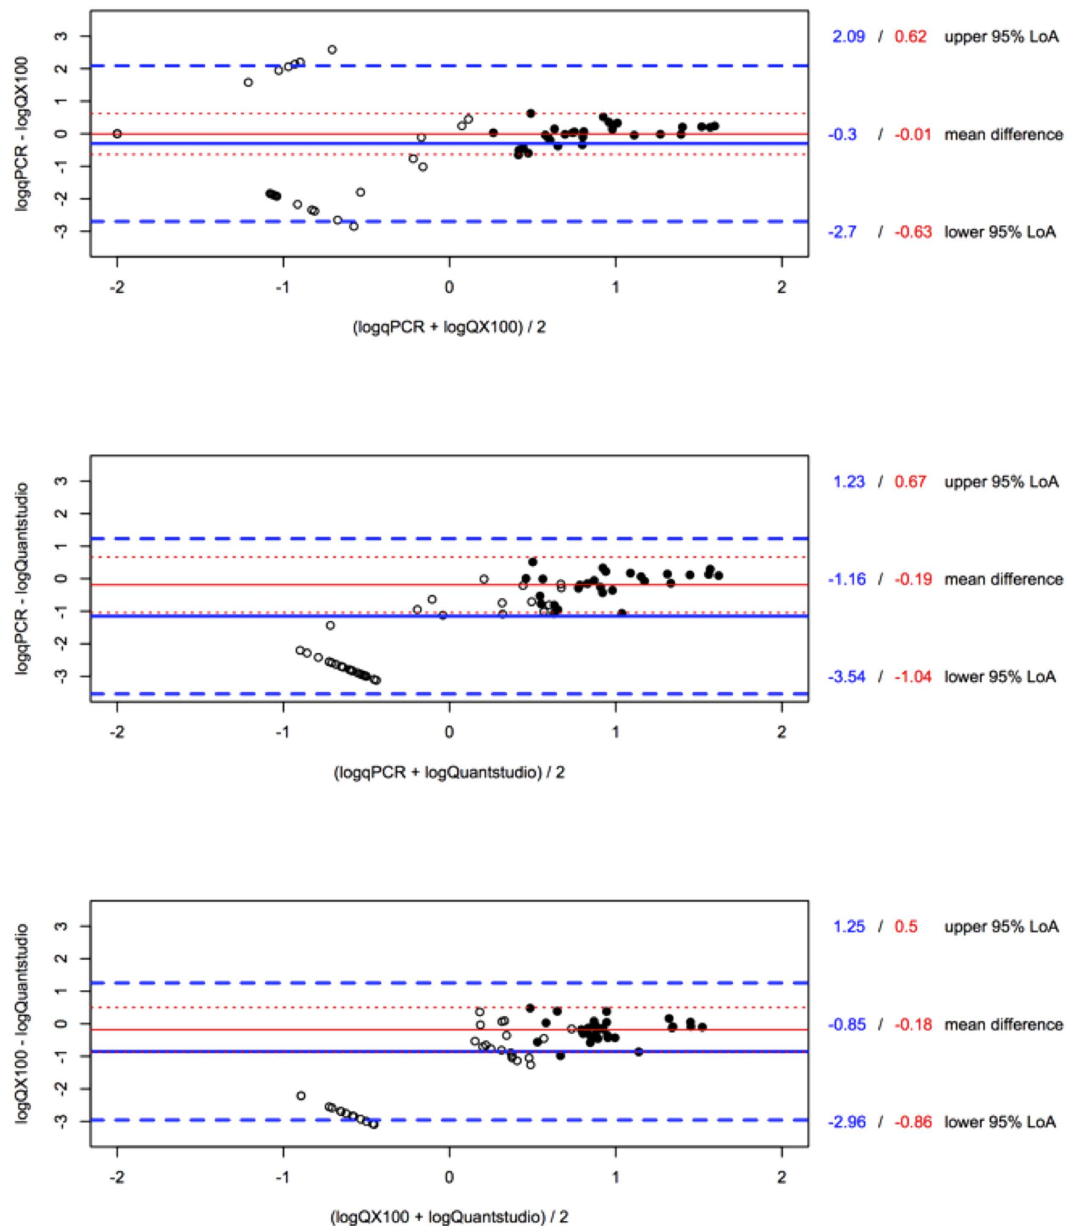 3
2
1
0
-1
-2
-3
logqPCR - logQX100
-2 -1 0 1 2
(logqPCR + logQX100) / 2
2.09 / 0.62 upper 95% LoA
-0.3 / -0.01 mean difference
-2.7 / -0.63 lower 95% LoA
3
2
1
0
-1
-2
-3
logqPCR - logQuantstudio
-2 -1 0 1 2
(logqPCR + logQuantstudio) / 2
1.23 / 0.67 upper 95% LoA
-1.16 / -0.19 mean difference
-3.54 / -1.04 lower 95% LoA
3
2
1
0
-1
-2
-3
logQX100 - logQuantstudio
-2 -1 0 1 2
(logQX100 + logQuantstudio) / 2
1.25 / 0.5 upper 95% LoA
-0.85 / -0.18 mean difference
-2.96 / -0.86 lower 95% LoA